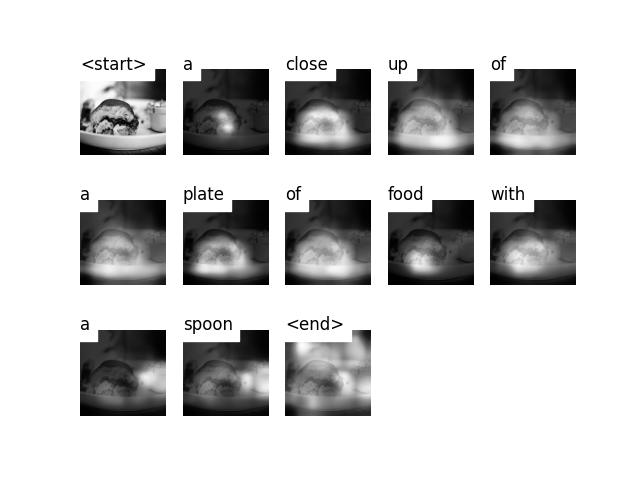 <start> a close up of
a plate of food with
a spoon <end>